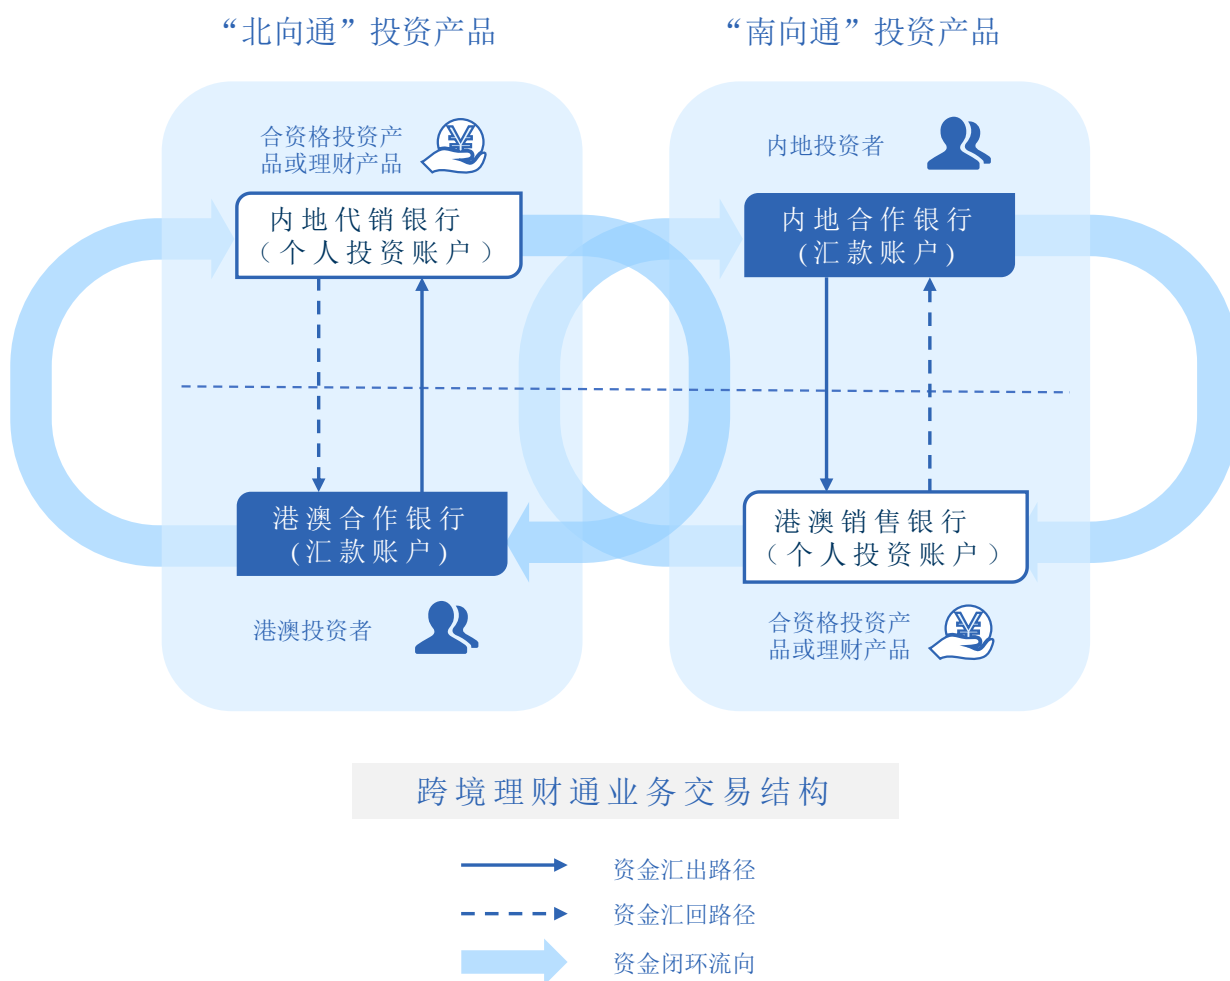 “北向通”投资产品
“南向通”投资产品
合资格投资产
品或理财产品
内地代销银行
（个人投资账户）
港澳合作银行
(汇款账户)
港澳投资者
内地投资者
内地合作银行
(汇款账户)
港澳销售银行
（个人投资账户）
合资格投资产
品或理财产品
跨境理财通业务交易结构
资金汇出路径
资金汇回路径
资金闭环流向